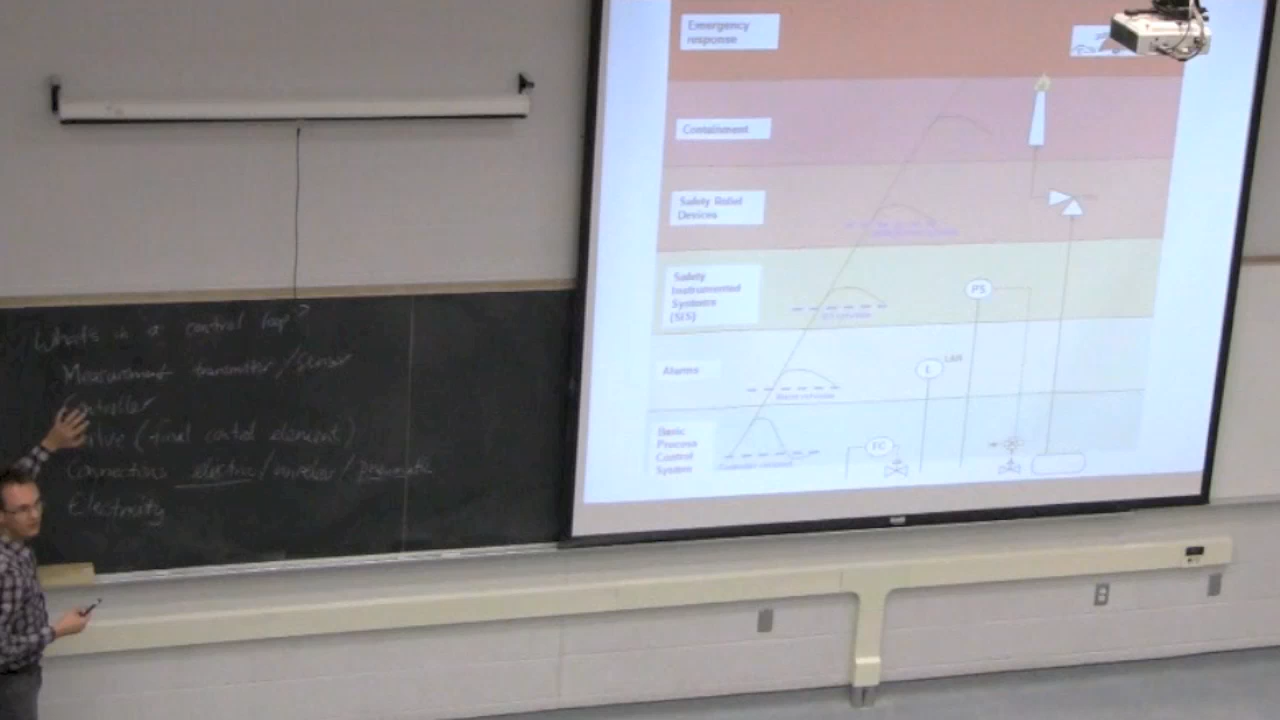 What's in a control loop?
Measurement transmitter/sensor
Controller
Valve (final control element)
Connections electric/wireless/pneumatic
Electricity
Emergency
response
Containment
Safety Relief
Devices
Safety
Instrumented
Systems
(SIS)
PS
Alarms
L
LAH
Basic
Process
Control
System
FC